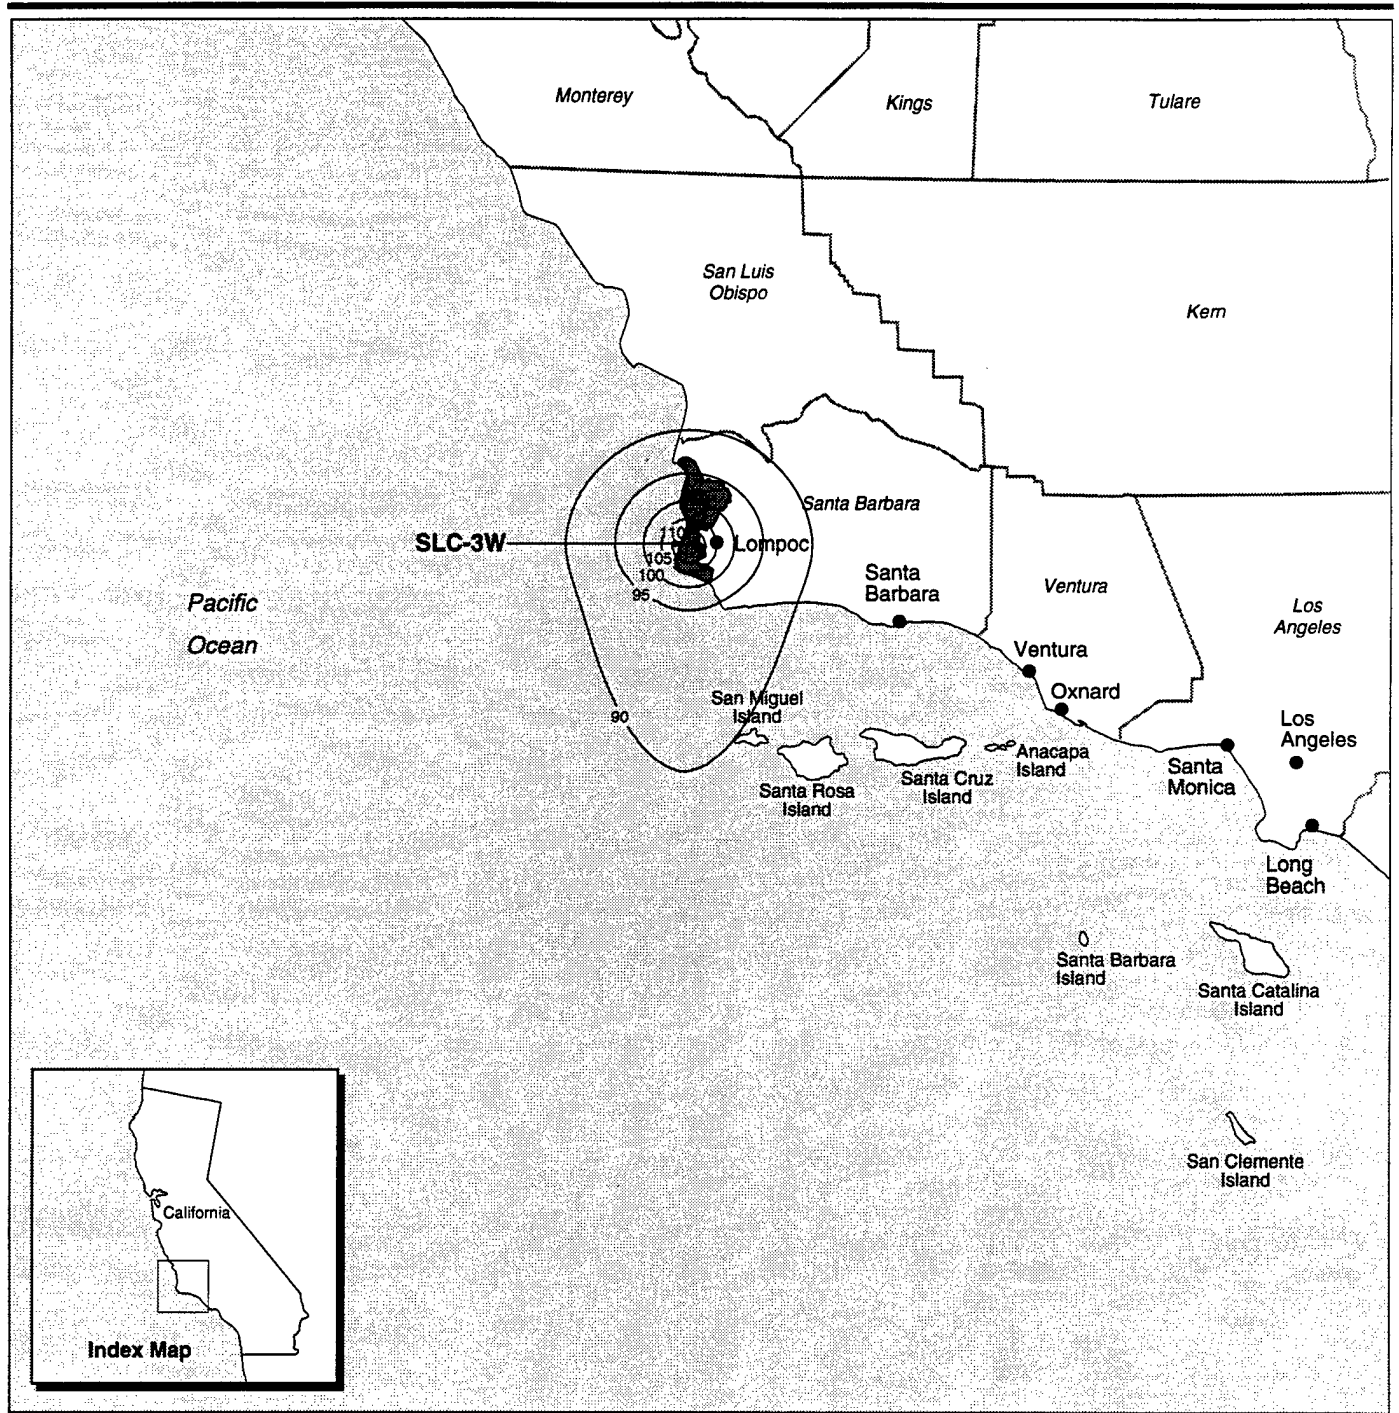 Monterey
Kings
Tulare
San Luis
Obispo
Kern
Santa Barbara
SLC-3W
110
Lompoc
105
100
95
Santa
Barbara
Ventura
Los
Angeles
Pacific
Ocean
Ventura
Oxnard
90
San Miguel
Island
Los
Angeles
Anacapa
Island
Santa
Monica
Santa Rosa
Island
Santa Cruz
Island
Long
Beach
Santa Barbara
Island
Santa Catalina
Island
San Clemente
Island
California
Index Map